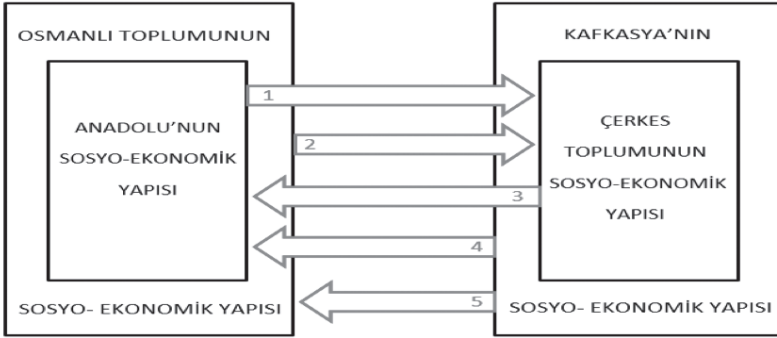 OSMANLI TOPLUMUNUN
ANADOLU'NUN
SOSYO-EKONOMİK
YAPISI
SOSYO- EKONOMİK YAPISI
1
2
3
4
5
KAFKASYA'NIN
ÇERKES
TOPLUMUNUN
SOSYO-EKONOMİK
YAPISI
SOSYO- EKONOMİK YAPISI